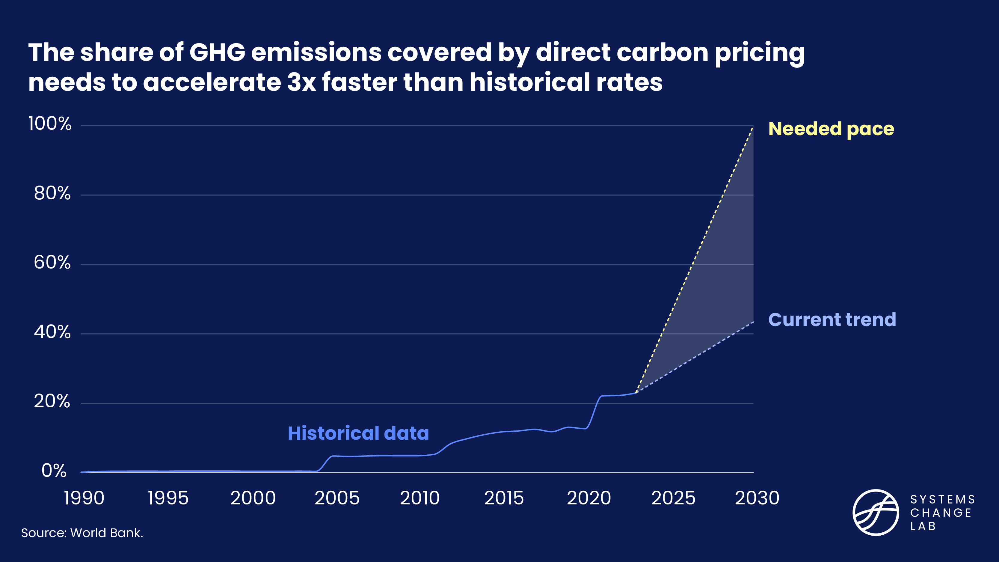 The share of GHG emissions covered by direct carbon pricing
needs to accelerate 3x faster than historical rates
100%
Needed pace
80%
60%
40%
Current trend
20%
Historical data
0%
1990 1995 2000 2005 2010 2015 2020 2025 2030
SYSTEMS
CHANGE
LAB
Source: World Bank.